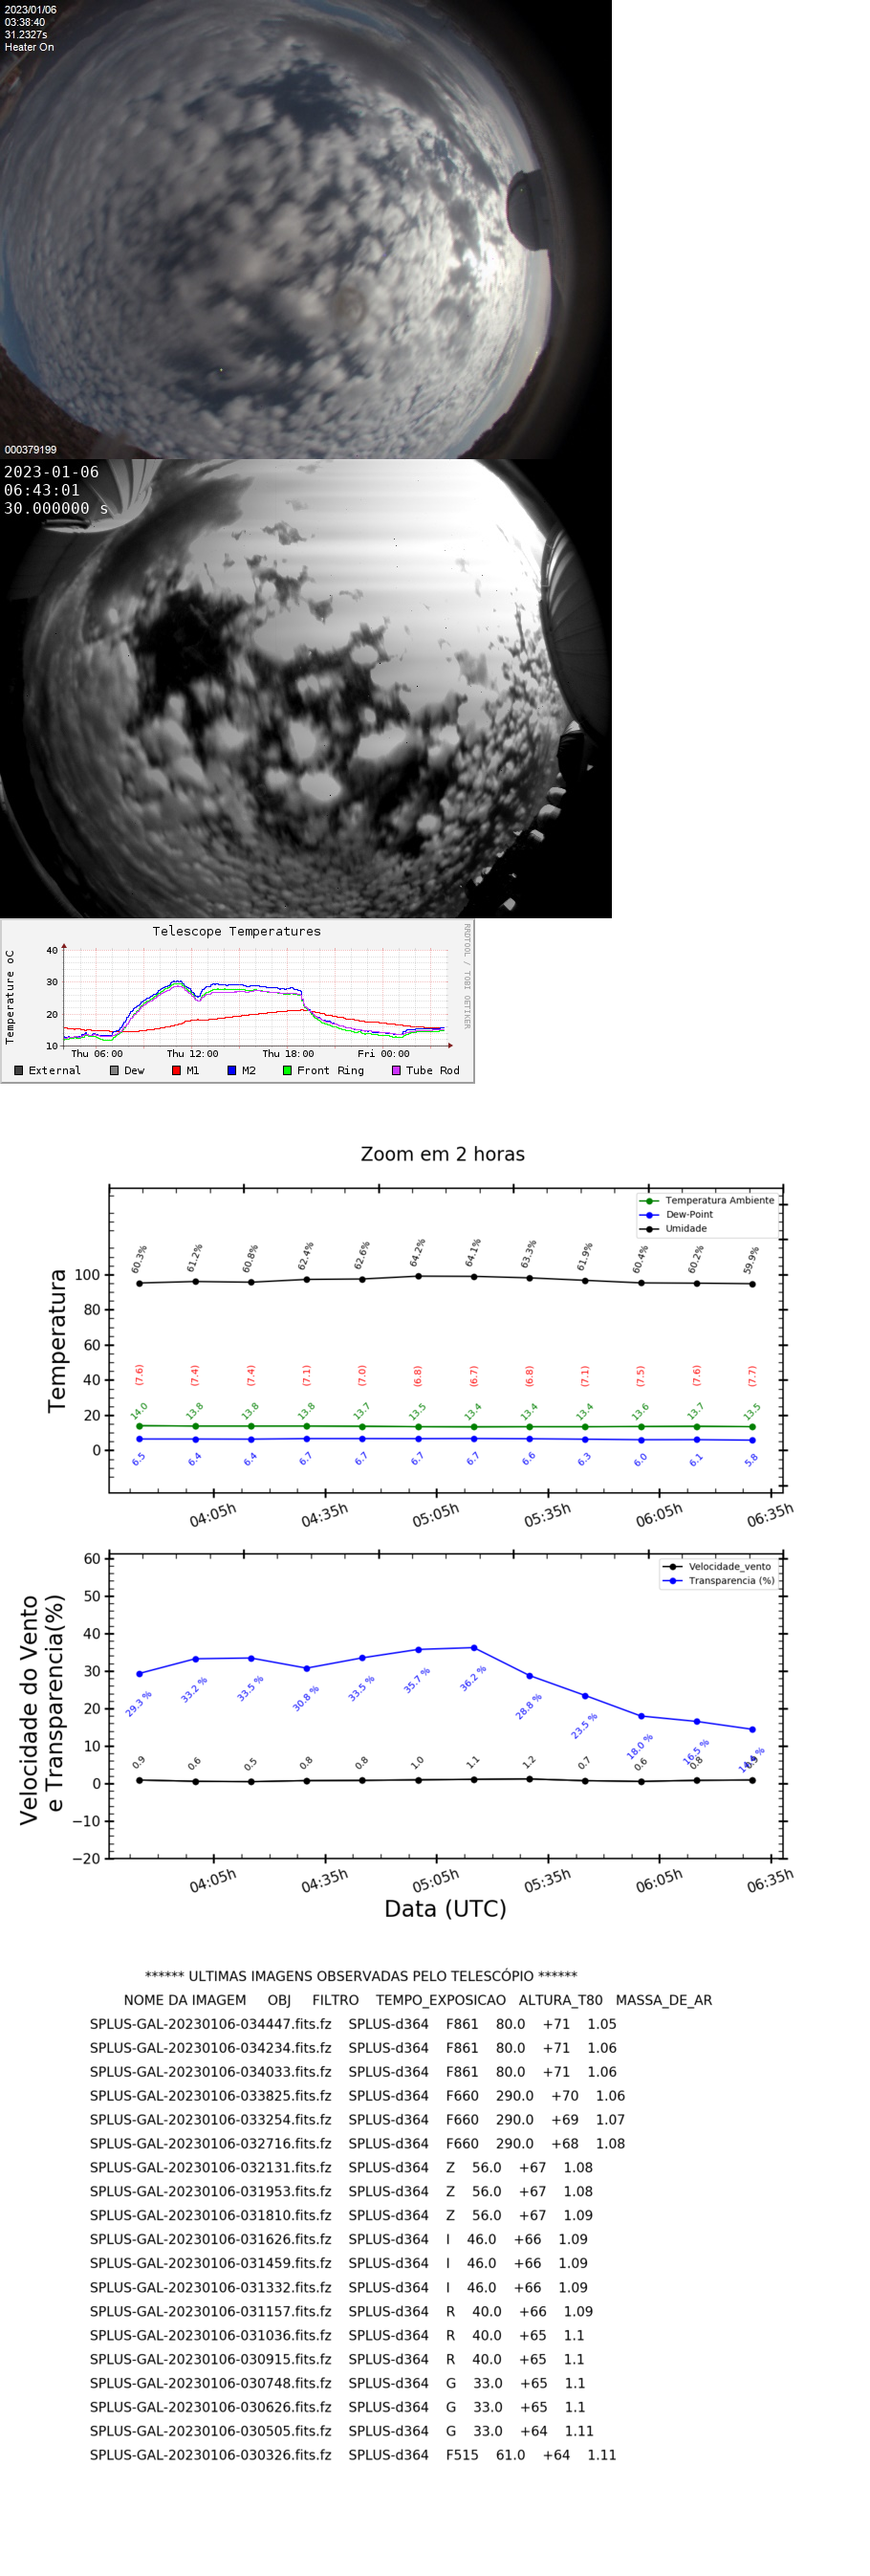 2023/01/06
03:38:40
31.2327s
Heater On
000379199
2023-01-06
06:43:01
30.000000 s
Telescope Temperatures
RRDTOOL / TOBI OETIKER
Temperature oC
40
30
20
10
Thu 06:00 Thu 12:00 Thu 18:00 Fri 00:00
External Dew M1 M2 Front Ring Tube Rod
Zoom em 2 horas
Temperatura Ambiente
Dew-Point
Umidade
Temperatura
100
80
60
40
20
0
60.3% 61.2% 60.8% 62.4% 62.6% 64.2% 64.1% 63.3% 61.9% 60.4% 60.2% 59.9%
(7.6) (7.4) (7.4) (7.1) (7.0) (6.8) (6.7) (6.8) (7.1) (7.5) (7.6) (7.7)
14.0 13.8 13.8 13.8 13.7 13.5 13.4 13.4 13.4 13.6 13.7 13.5
6.5 6.4 6.4 6.7 6.7 6.7 6.7 6.6 6.3 6.0 6.1 5.8
04:05h 04:35h 05:05h 05:35h 06:05h 06:35h
Velocidade_vento
Transparencia (%)
Velocidade do Vento
e Transparencia(%)
60
50
40
30
20
10
0
−10
−20
29.3 % 33.2 % 33.5 % 30.8 % 33.5 % 35.7 % 36.2 % 28.8 % 23.5 % 18.0 % 16.5 %
0.9 0.6 0.5 0.8 0.8 1.0 1.1 1.2 0.7 0.6 0.8
04:05h 04:35h 05:05h 05:35h 06:05h 06:35h
Data (UTC)
****** ULTIMAS IMAGENS OBSERVADAS PELO TELESCÓPIO ******
NOME DA IMAGEM OBJ FILTRO TEMPO_EXPOSICAO ALTURA_T80 MASSA_DE_AR
SPLUS-GAL-20230106-034447.fits.fz SPLUS-d364 F861 80.0 +71 1.05
SPLUS-GAL-20230106-034234.fits.fz SPLUS-d364 F861 80.0 +71 1.06
SPLUS-GAL-20230106-034033.fits.fz SPLUS-d364 F861 80.0 +71 1.06
SPLUS-GAL-20230106-033825.fits.fz SPLUS-d364 F660 290.0 +70 1.06
SPLUS-GAL-20230106-033254.fits.fz SPLUS-d364 F660 290.0 +69 1.07
SPLUS-GAL-20230106-032716.fits.fz SPLUS-d364 F660 290.0 +68 1.08
SPLUS-GAL-20230106-032131.fits.fz SPLUS-d364 Z 56.0 +67 1.08
SPLUS-GAL-20230106-031953.fits.fz SPLUS-d364 Z 56.0 +67 1.08
SPLUS-GAL-20230106-031810.fits.fz SPLUS-d364 Z 56.0 +67 1.09
SPLUS-GAL-20230106-031626.fits.fz SPLUS-d364 I 46.0 +66 1.09
SPLUS-GAL-20230106-031459.fits.fz SPLUS-d364 I 46.0 +66 1.09
SPLUS-GAL-20230106-031332.fits.fz SPLUS-d364 I 46.0 +66 1.09
SPLUS-GAL-20230106-031157.fits.fz SPLUS-d364 R 40.0 +66 1.09
SPLUS-GAL-20230106-031036.fits.fz SPLUS-d364 R 40.0 +65 1.1
SPLUS-GAL-20230106-030915.fits.fz SPLUS-d364 R 40.0 +65 1.1
SPLUS-GAL-20230106-030748.fits.fz SPLUS-d364 G 33.0 +65 1.1
SPLUS-GAL-20230106-030626.fits.fz SPLUS-d364 G 33.0 +65 1.1
SPLUS-GAL-20230106-030505.fits.fz SPLUS-d364 G 33.0 +64 1.11
SPLUS-GAL-20230106-030326.fits.fz SPLUS-d364 F515 61.0 +64 1.11